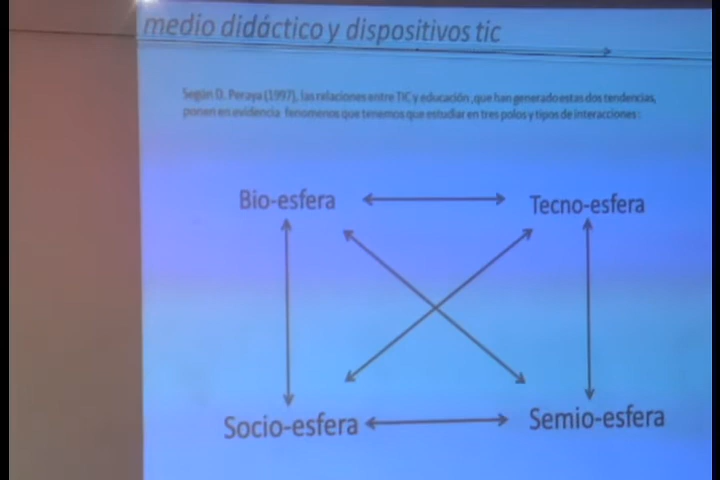 medio didáctico y dispositivos tic
Según D. Peraya (1997), las relaciones entre TIC y educación ,que han generado estas dos tendencias,
ponen en evidencia fenomenos que tenemos que estudiar en tres polos y tipos de interacciones :
Bio-esfera
Tecno-esfera
Socio-esfera
Semio-esfera